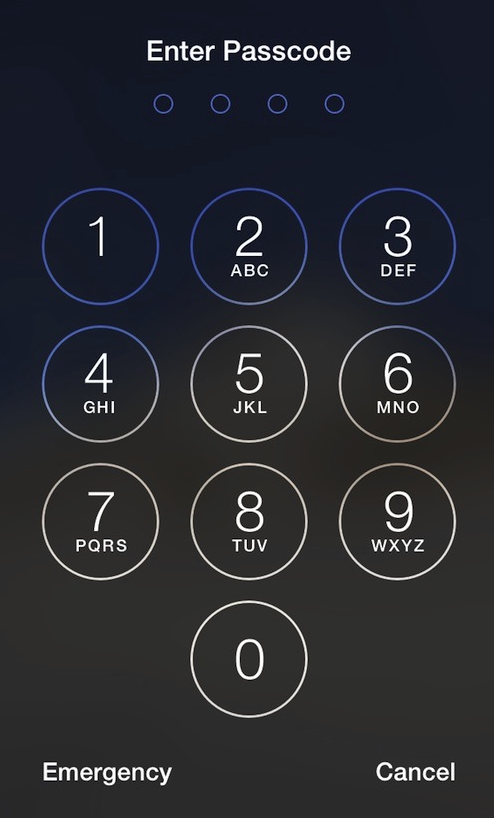 Enter Passcode
1 2 3
ABC DEF
4 5 6
GHI JKL MNO
7 8 9
PQRS TUV WXYZ
0
Emergency Cancel